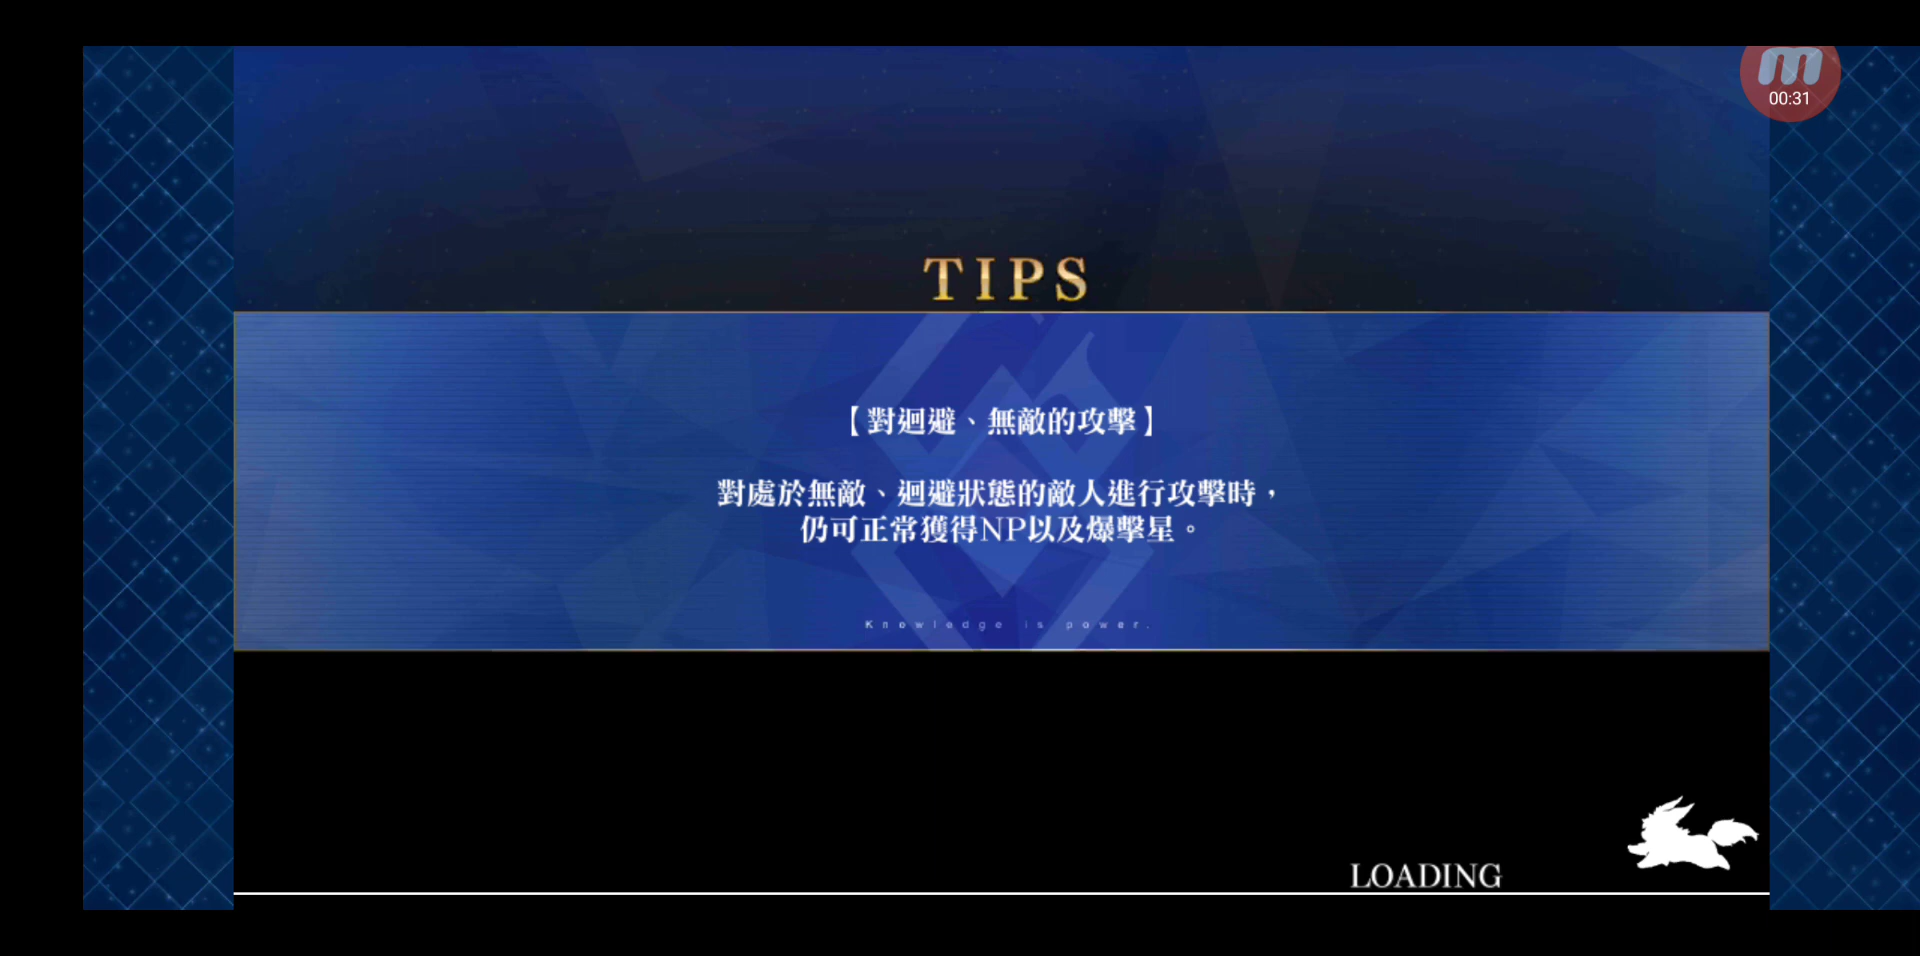 00:31
TIPS
【對迴避、無敵的攻擊】
對處於無敵、迴避狀態的敵人進行攻擊時，
仍可正常獲得NP以及爆擊星。
Knowledge is power.
LOADING